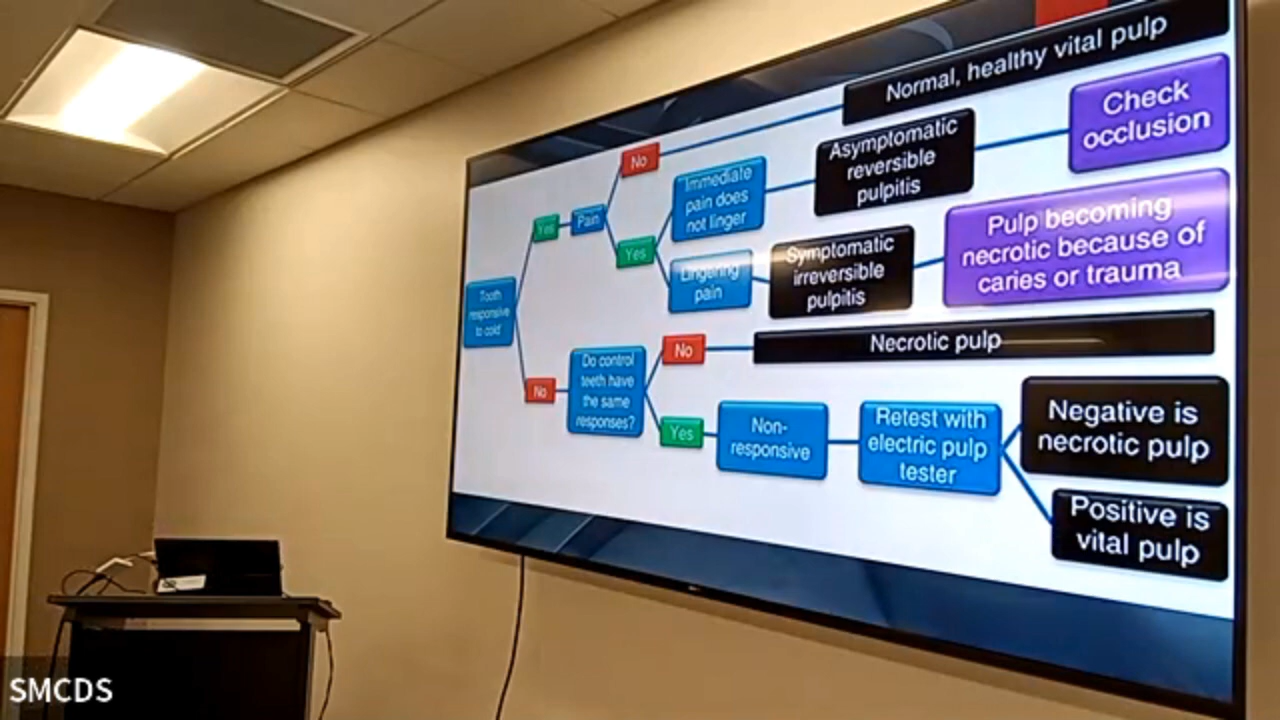 Normal, healthy vital pulp
Check
occlusion
No
Asymptomatic
reversible
pulpitis
Immediate
pain does
not linger
Yes
Pain
Yes
Pulp becoming
necrotic because of
caries or trauma
Symptomatic
irreversible
pulpitis
Lingering
pain
Tooth
responsive
to cold
No
Necrotic pulp
Do control
teeth have
the same
responses?
No
Yes
Non-
responsive
Retest with
electric pulp
tester
Negative is
necrotic pulp
Positive is
vital pulp
SMCDS